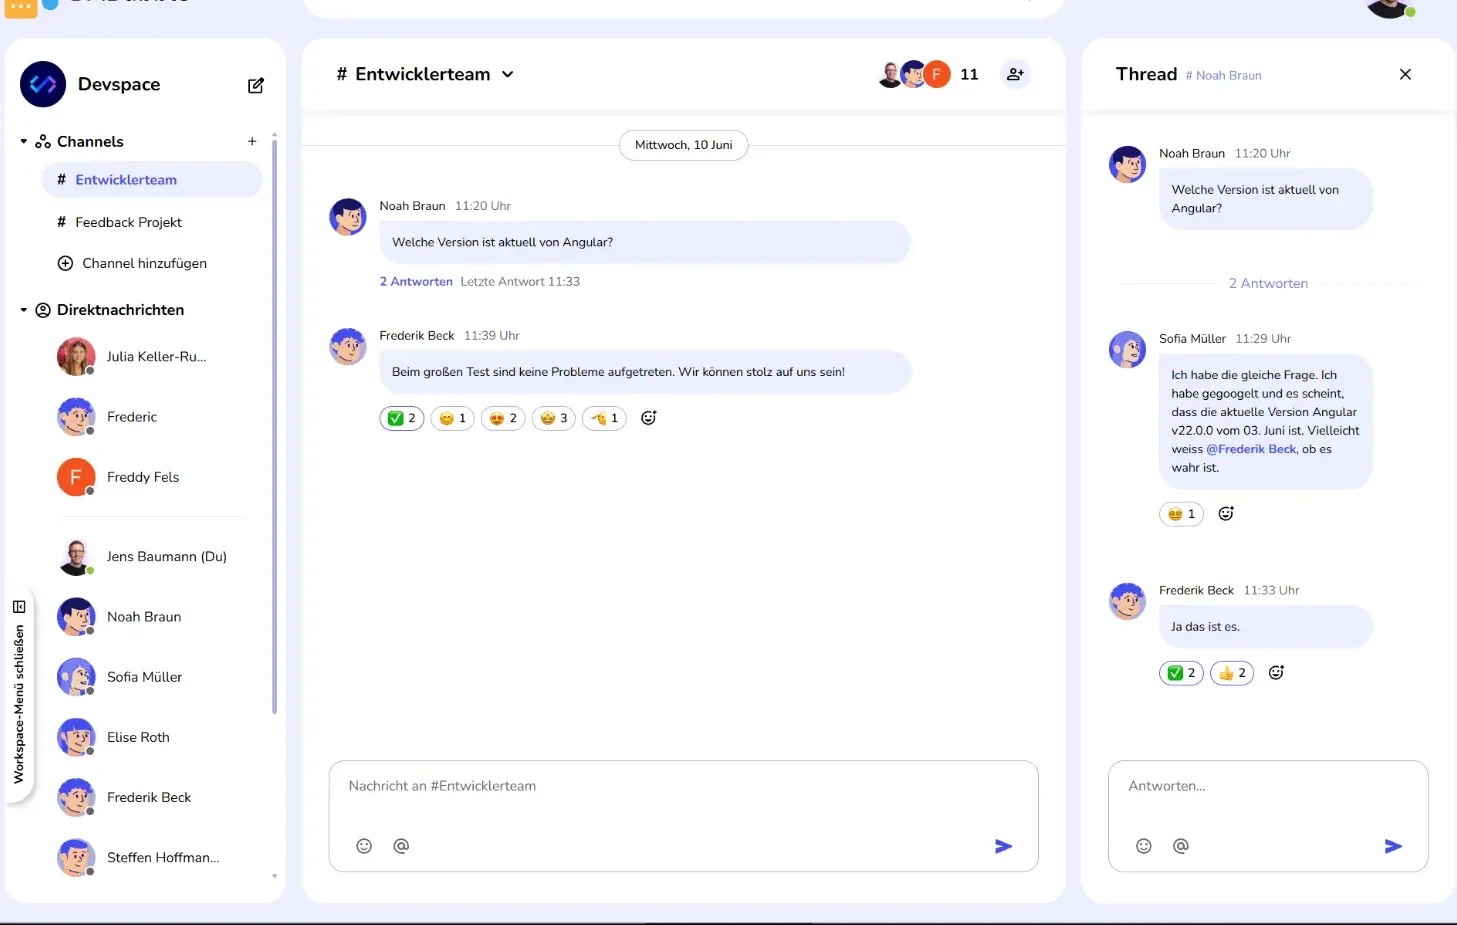 Devspace
Channels
# Entwicklerteam
# Feedback Projekt
Channel hinzufügen
Direktnachrichten
Julia Keller-Ru...
Frederic
F
Freddy Fels
Jens Baumann (Du)
Noah Braun
Sofia Müller
Elise Roth
Frederik Beck
Steffen Hoffman...
Workspace-Menü schließen
# Entwicklerteam
F
11
Mittwoch, 10 Juni
Noah Braun 11:20 Uhr
Welche Version ist aktuell von Angular?
2 Antworten Letzte Antwort 11:33
Frederik Beck 11:39 Uhr
Beim großen Test sind keine Probleme aufgetreten. Wir können stolz auf uns sein!
✅ 2 😊 1 😍 2 🤩 3 🫡 1
Nachricht an #Entwicklerteam
Thread # Noah Braun
Noah Braun 11:20 Uhr
Welche Version ist aktuell von
Angular?
2 Antworten
Sofia Müller 11:29 Uhr
Ich habe die gleiche Frage. Ich
habe gegoogelt und es scheint,
dass die aktuelle Version Angular
v22.0.0 vom 03. Juni ist. Vielleicht
weiss @Frederik Beck, ob es
wahr ist.
1
Frederik Beck 11:33 Uhr
Ja das ist es.
✅ 2 👍 2
Antworten...